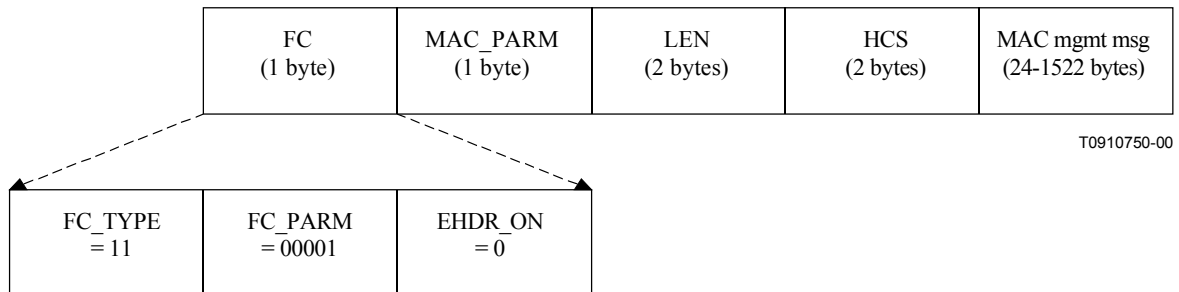 FC
(1 byte)
MAC_PARM
(1 byte)
LEN
(2 bytes)
HCS
(2 bytes)
MAC mgmt msg
(24-1522 bytes)
T0910750-00
FC_TYPE
= 11
FC_PARM
= 00001
EHDR_ON
= 0